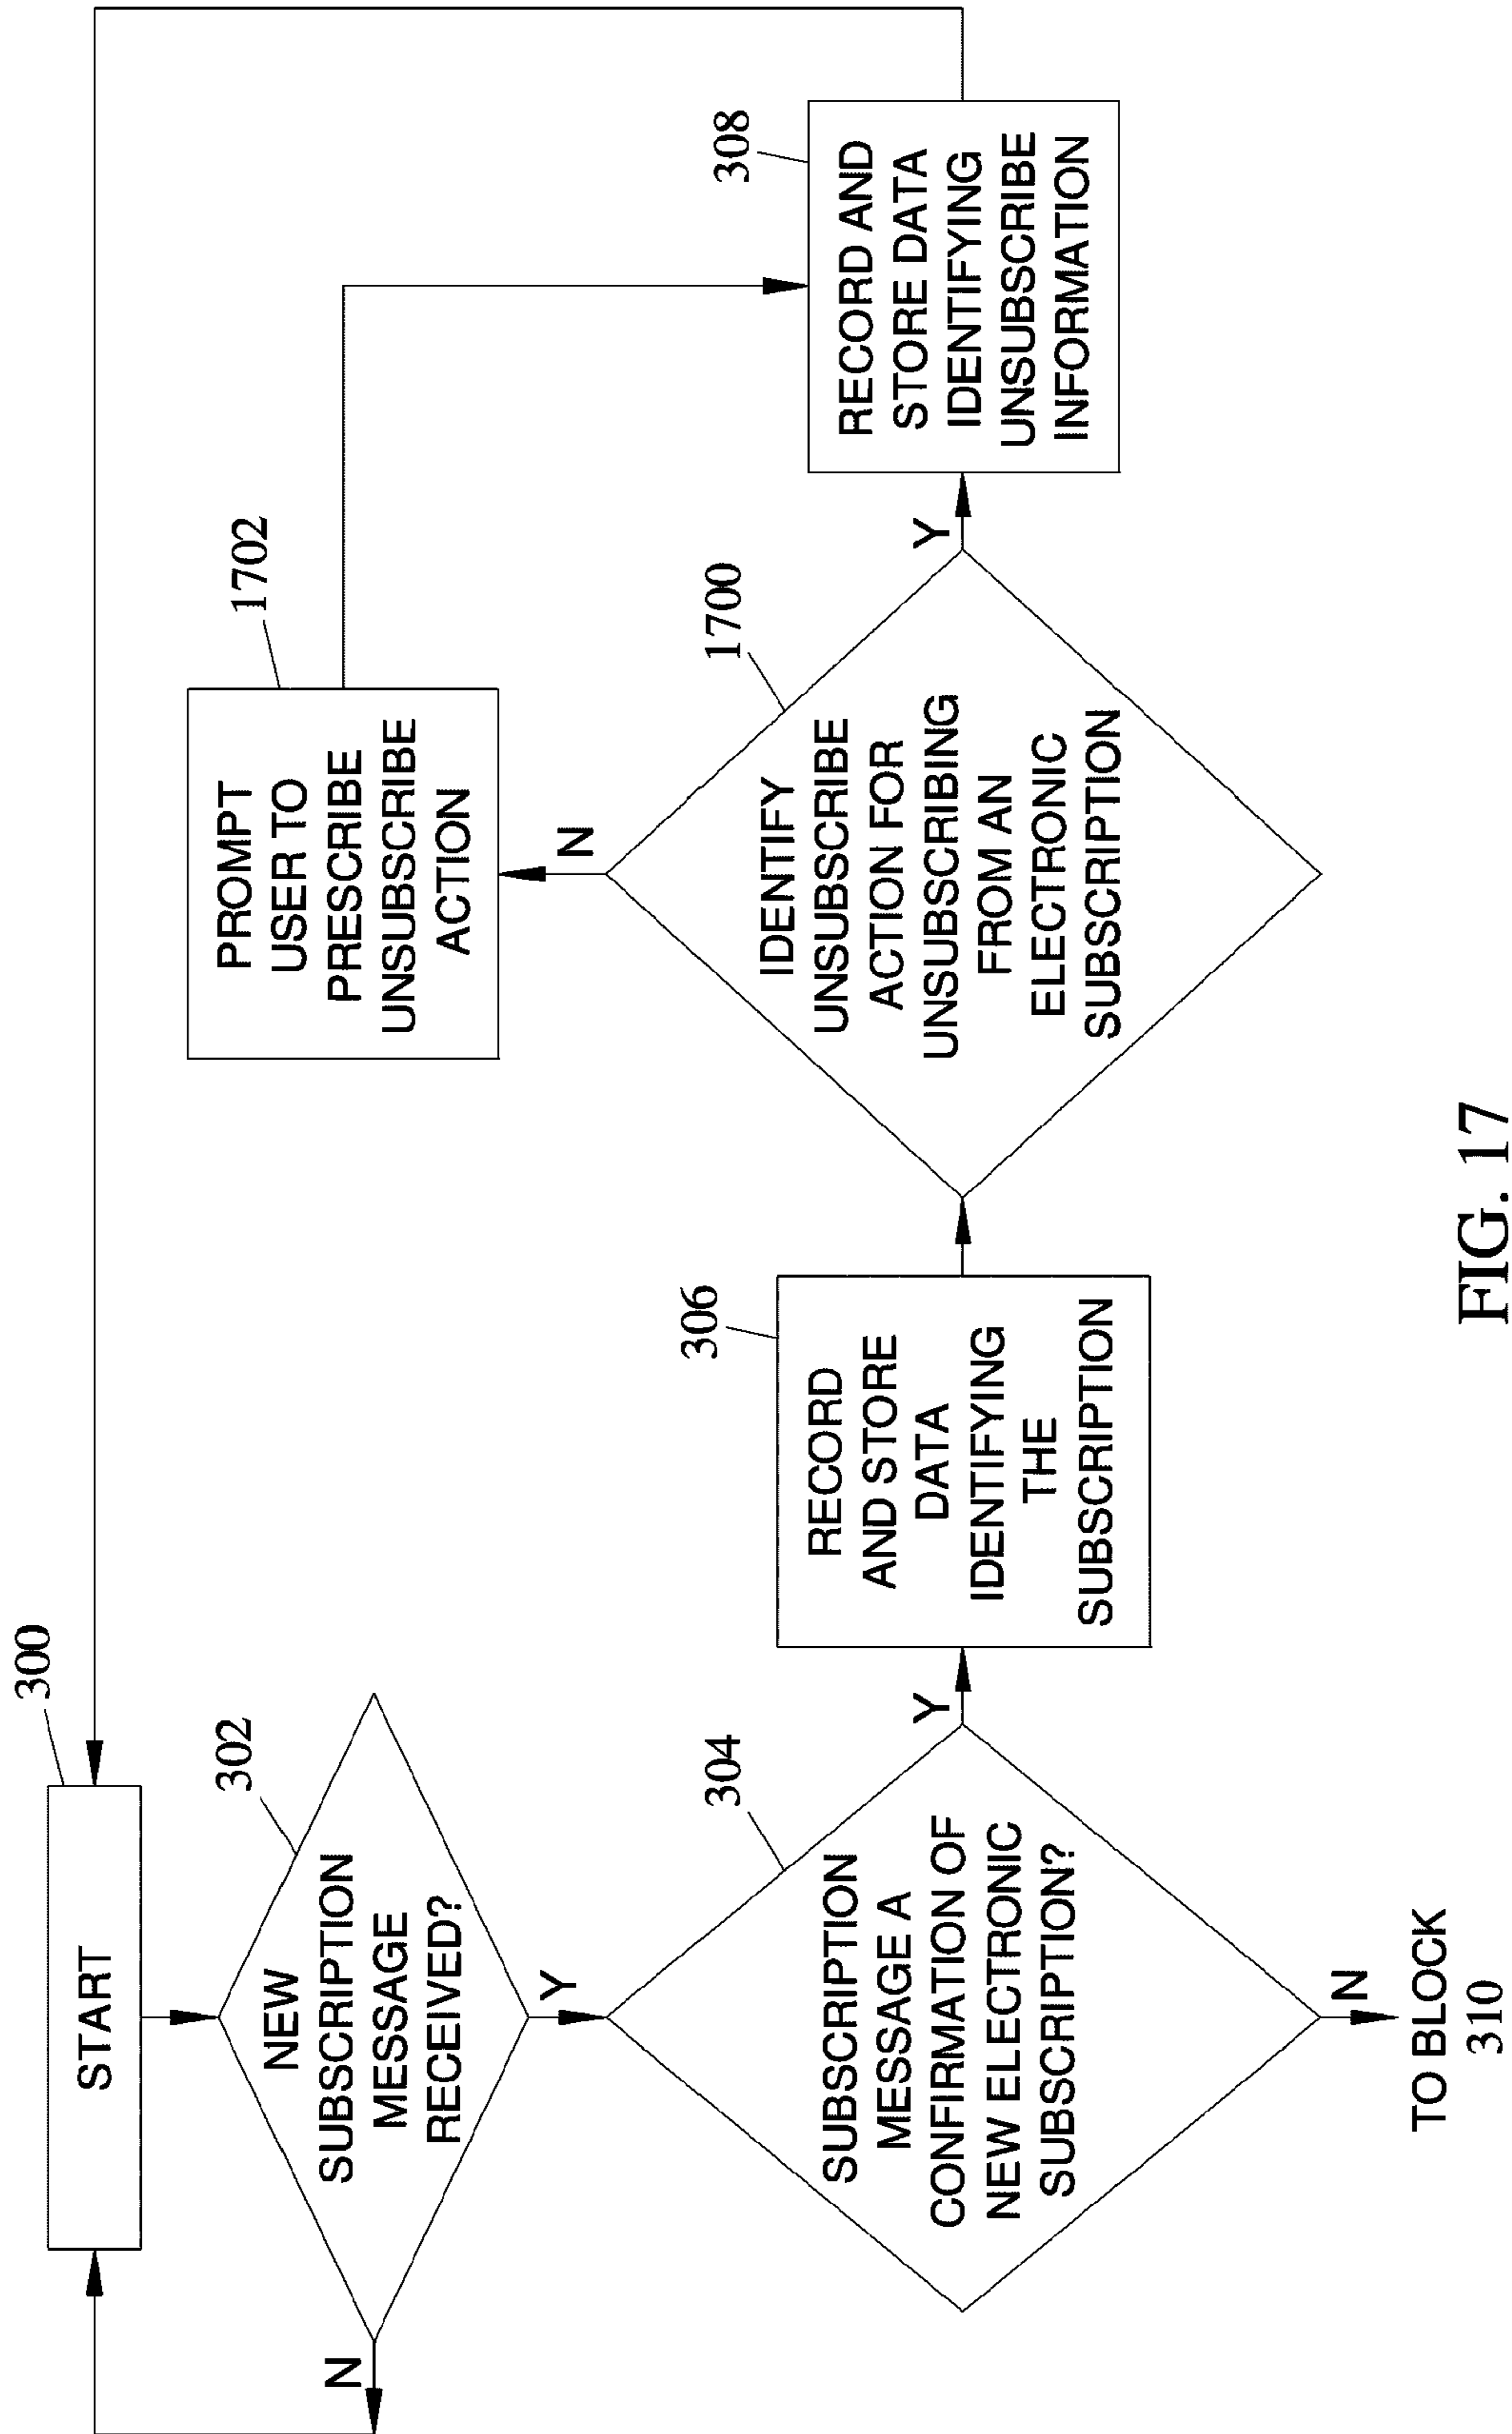 300
START
302
NEW
SUBSCRIPTION
MESSAGE
RECEIVED?
N
Y
304
SUBSCRIPTION
MESSAGE A
CONFIRMATION OF
NEW ELECTRONIC
SUBSCRIPTION?
Y
N
TO BLOCK
310
306
RECORD
AND STORE
DATA
IDENTIFYING
THE
SUBSCRIPTION
1700
IDENTIFY
UNSUBSCRIBE
ACTION FOR
UNSUBSCRIBING
FROM AN
ELECTRONIC
SUBSCRIPTION
N
Y
1702
PROMPT
USER TO
PRESCRIBE
UNSUBSCRIBE
ACTION
308
RECORD AND
STORE DATA
IDENTIFYING
UNSUBSCRIBE
INFORMATION
FIG. 17